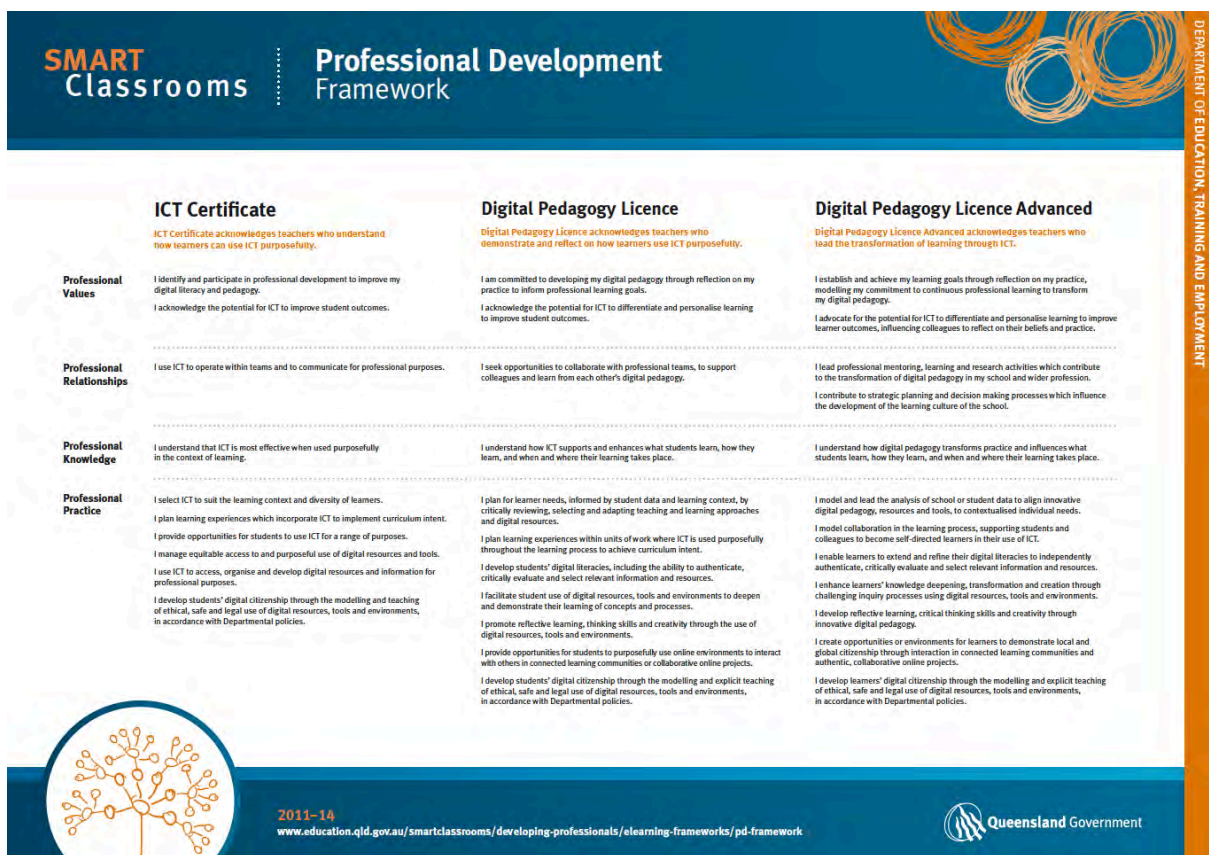 SMART
Classrooms
Professional Development
Framework
DEPARTMENT OF EDUCATION, TRAINING AND EMPLOYMENT
ICT Certificate
ICT Certificate acknowledges teachers who understand
how learners can use ICT purposefully.
Digital Pedagogy Licence
Digital Pedagogy Licence acknowledges teachers who
demonstrate and reflect on how learners use ICT purposefully.
Digital Pedagogy Licence Advanced
Digital Pedagogy Licence Advanced acknowledges teachers who
lead the transformation of learning through ICT.
Professional
Values
I identify and participate in professional development to improve my
digital literacy and pedagogy.
I acknowledge the potential for ICT to improve student outcomes.
I am committed to developing my digital pedagogy through reflection on my
practice to inform professional learning goals.
I acknowledge the potential for ICT to differentiate and personalise learning
to improve student outcomes.
I establish and achieve my learning goals through reflection on my practice,
modelling my commitment to continuous professional learning to transform
my digital pedagogy.
I advocate for the potential for ICT to differentiate and personalise learning to improve
learner outcomes, influencing colleagues to reflect on their beliefs and practice.
Professional
Relationships
I use ICT to operate within teams and to communicate for professional purposes.
I seek opportunities to collaborate with professional teams, to support
colleagues and learn from each other's digital pedagogy.
I lead professional mentoring, learning and research activities which contribute
to the transformation of digital pedagogy in my school and wider profession.
I contribute to strategic planning and decision making processes which influence
the development of the learning culture of the school.
Professional
Knowledge
I understand that ICT is most effective when used purposefully
in the context of learning.
I understand how ICT supports and enhances what students learn, how they
learn, and when and where their learning takes place.
I understand how digital pedagogy transforms practice and influences what
students learn, how they learn, and when and where their learning takes place.
Professional
Practice
I select ICT to suit the learning context and diversity of learners.
I plan learning experiences which incorporate ICT to implement curriculum intent.
I provide opportunities for students to use ICT for a range of purposes.
I manage equitable access to and purposeful use of digital resources and tools.
I use ICT to access, organise and develop digital resources and information for
professional purposes.
I develop students' digital citizenship through the modelling and teaching
of ethical, safe and legal use of digital resources, tools and environments,
in accordance with Departmental policies.
I plan for learner needs, informed by student data and learning context, by
critically reviewing, selecting and adapting teaching and learning approaches
and digital resources.
I plan learning experiences within units of work where ICT is used purposefully
throughout the learning process to achieve curriculum intent.
I develop students' digital literacies, including the ability to authenticate,
critically evaluate and select relevant information and resources.
I facilitate student use of digital resources, tools and environments to deepen
and demonstrate their learning of concepts and processes.
I promote reflective learning, thinking skills and creativity through the use of
digital resources, tools and environments.
I provide opportunities for students to purposefully use online environments to interact
with others in connected learning communities or collaborative online projects.
I develop students' digital citizenship through the modelling and explicit teaching
of ethical, safe and legal use of digital resources, tools and environments,
in accordance with Departmental policies.
I model and lead the analysis of school or student data to align innovative
digital pedagogy, resources and tools, to contextualised individual needs.
I model collaboration in the learning process, supporting students and
colleagues to become self-directed learners in their use of ICT.
I enable learners to extend and refine their digital literacies to independently
authenticate, critically evaluate and select relevant information and resources.
I enhance learners' knowledge deepening, transformation and creation through
challenging inquiry processes using digital resources, tools and environments.
I develop reflective learning, critical thinking skills and creativity through
innovative digital pedagogy.
I create opportunities or environments for learners to demonstrate local and
global citizenship through interaction in connected learning communities and
authentic, collaborative online projects.
I develop learners' digital citizenship through the modelling and explicit teaching
of ethical, safe and legal use of digital resources, tools and environments,
in accordance with Departmental policies.
2011–14
www.education.qld.gov.au/smartclassrooms/developing-professionals/elearning-frameworks/pd-framework
Queensland Government